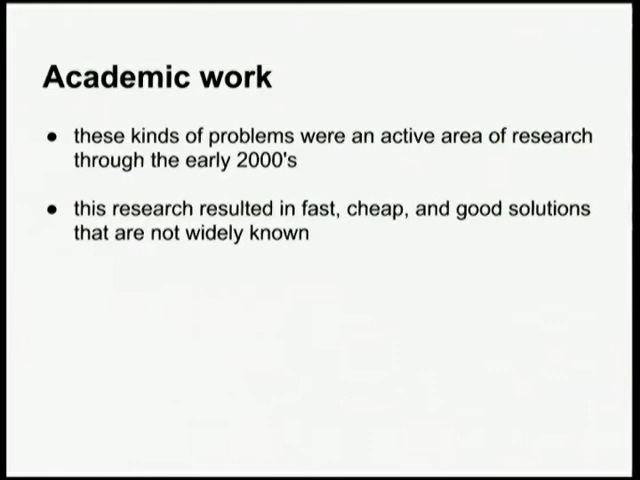 Academic work
● these kinds of problems were an active area of research
through the early 2000's
● this research resulted in fast, cheap, and good solutions
that are not widely known